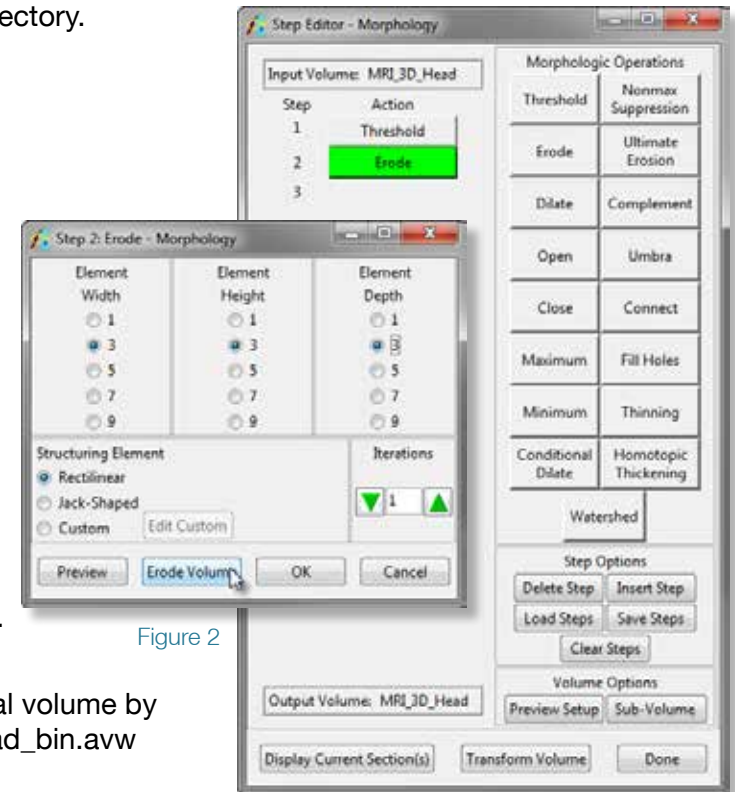 ectory.
Step Editor - Morphology
Input Volume: MRI_3D_Head
Step Action
1 Threshold
2 Erode
3
Morphologic Operations
Threshold
Nonmax
Suppression
Erode
Ultimate
Erosion
Dilate
Complement
Open
Umbra
Close
Connect
Maximum
Fill Holes
Minimum
Thinning
Conditional
Dilate
Homotopic
Thickening
Watershed
Step Options
Delete Step Insert Step
Load Steps Save Steps
Clear Steps
Volume Options
Preview Setup Sub-Volume
Output Volume: MRI_3D_Head
Display Current Section(s) Transform Volume Done
Step 2: Erode - Morphology
Element
Width
1
3
5
7
9
Element
Height
1
3
5
7
9
Element
Depth
1
3
5
7
9
Structuring Element
Rectilinear
Jack-Shaped
Custom Edit Custom
Iterations
1
Preview Erode Volume OK Cancel
.
Figure 2
al volume by
ad_bin.avw